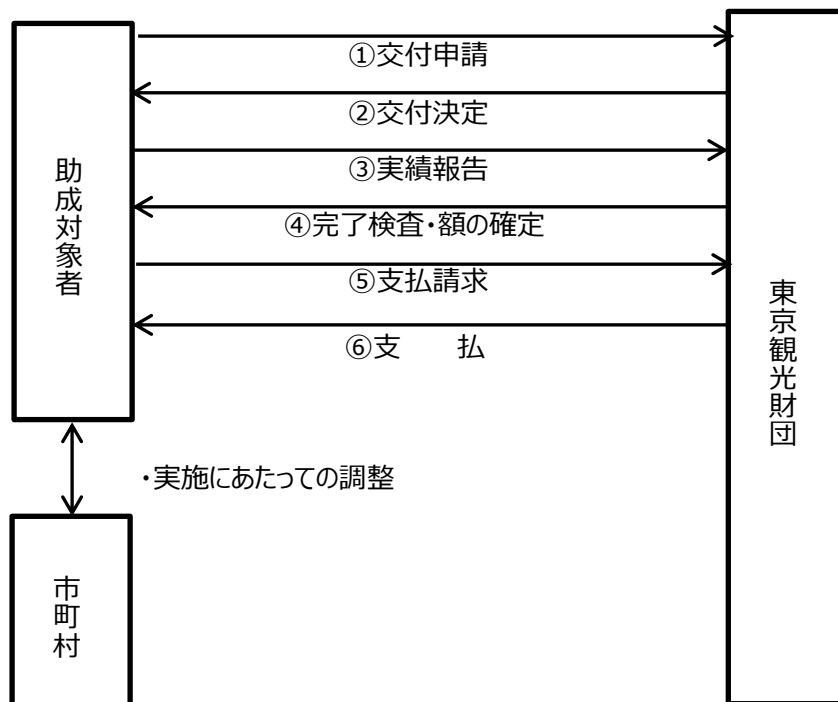 ①交付申請
②交付決定
③実績報告
④完了検査・額の確定
⑤支払請求
⑥支　　払
助成対象者
東京観光財団
・実施にあたっての調整
市町村